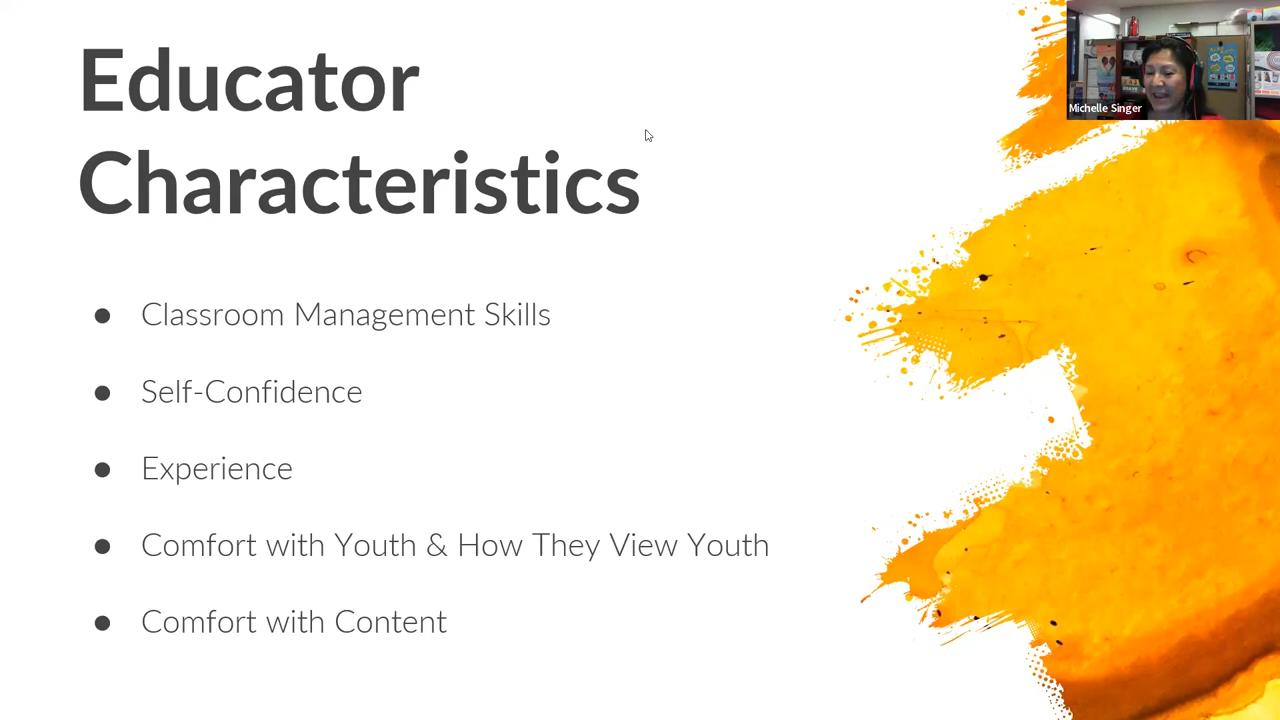 Educator
Characteristics
Michelle Singer
● Classroom Management Skills
● Self-Confidence
● Experience
● Comfort with Youth & How They View Youth
● Comfort with Content